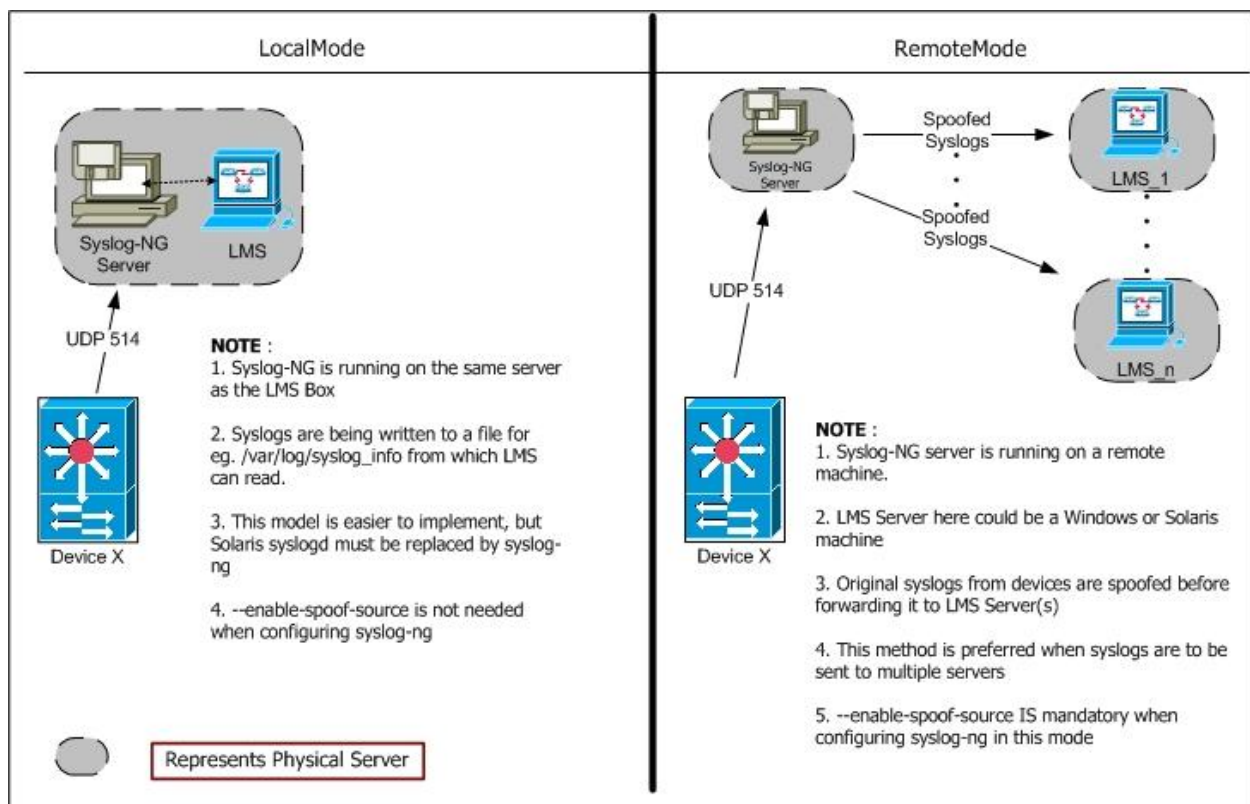 LocalMode
Syslog-NG
Server
LMS
UDP 514
Device X
NOTE :
1. Syslog-NG is running on the same server
as the LMS Box
2. Syslogs are being written to a file for
eg. /var/log/syslog_info from which LMS
can read.
3. This model is easier to implement, but
Solaris syslogd must be replaced by syslog-
ng
4. --enable-spoof-source is not needed
when configuring syslog-ng
Represents Physical Server
RemoteMode
Syslog-NG
Server
Spoofed
Syslogs
LMS_1
Spoofed
Syslogs
LMS_n
UDP 514
Device X
NOTE :
1. Syslog-NG server is running on a remote
machine.
2. LMS Server here could be a Windows or Solaris
machine
3. Original syslogs from devices are spoofed before
forwarding it to LMS Server(s)
4. This method is preferred when syslogs are to be
sent to multiple servers
5. --enable-spoof-source IS mandatory when
configuring syslog-ng in this mode